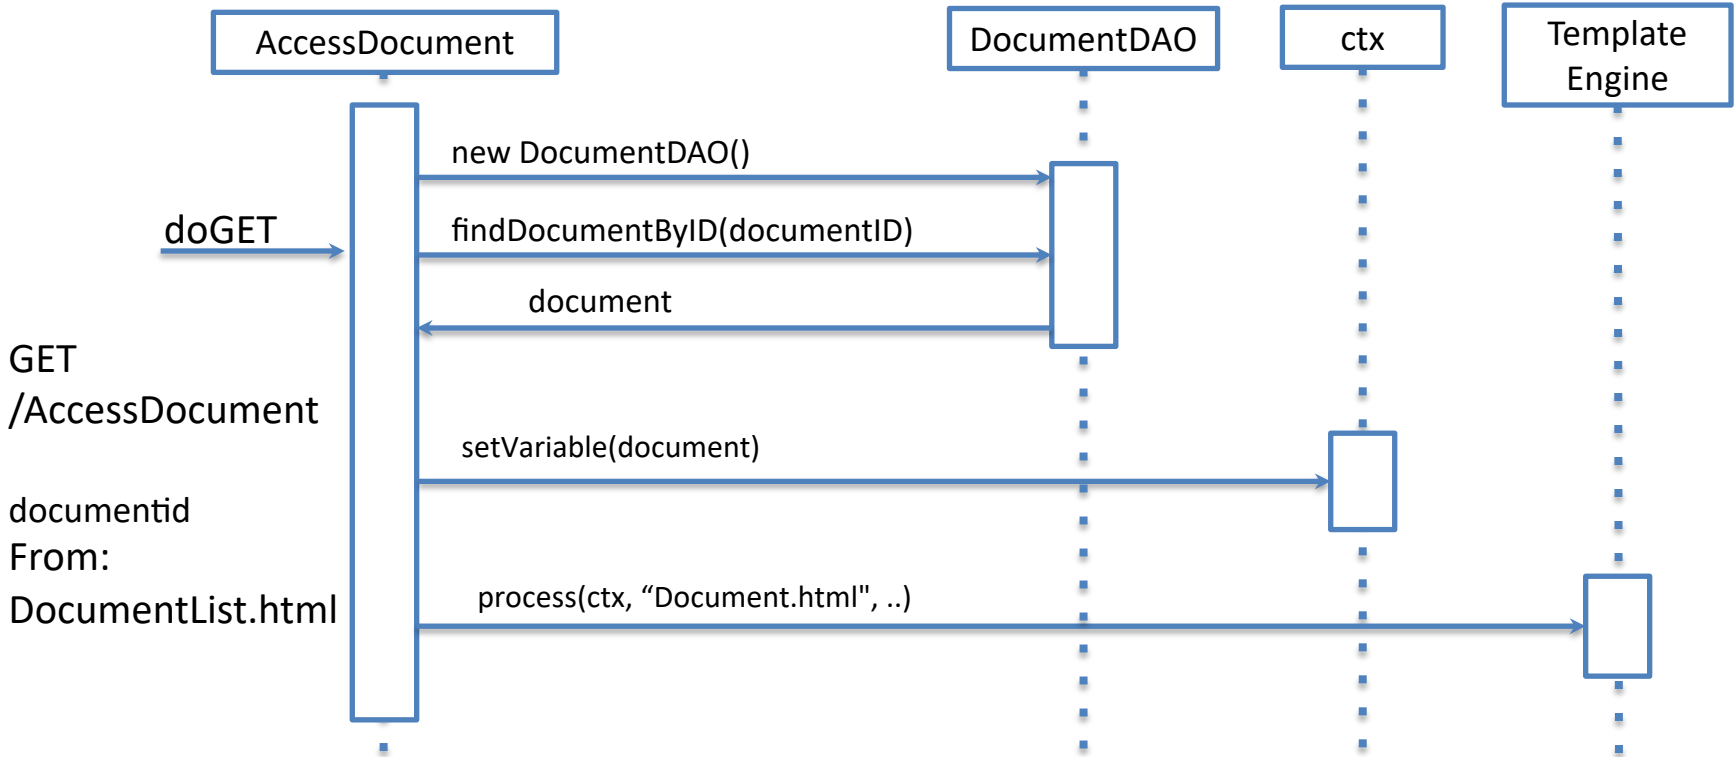 AccessDocument
DocumentDAO
ctx
Template
Engine
new DocumentDAO()
doGET
findDocumentByID(documentID)
document
GET
/AccessDocument
setVariable(document)
documentid
From:
DocumentList.html
process(ctx, “Document.html", ..)